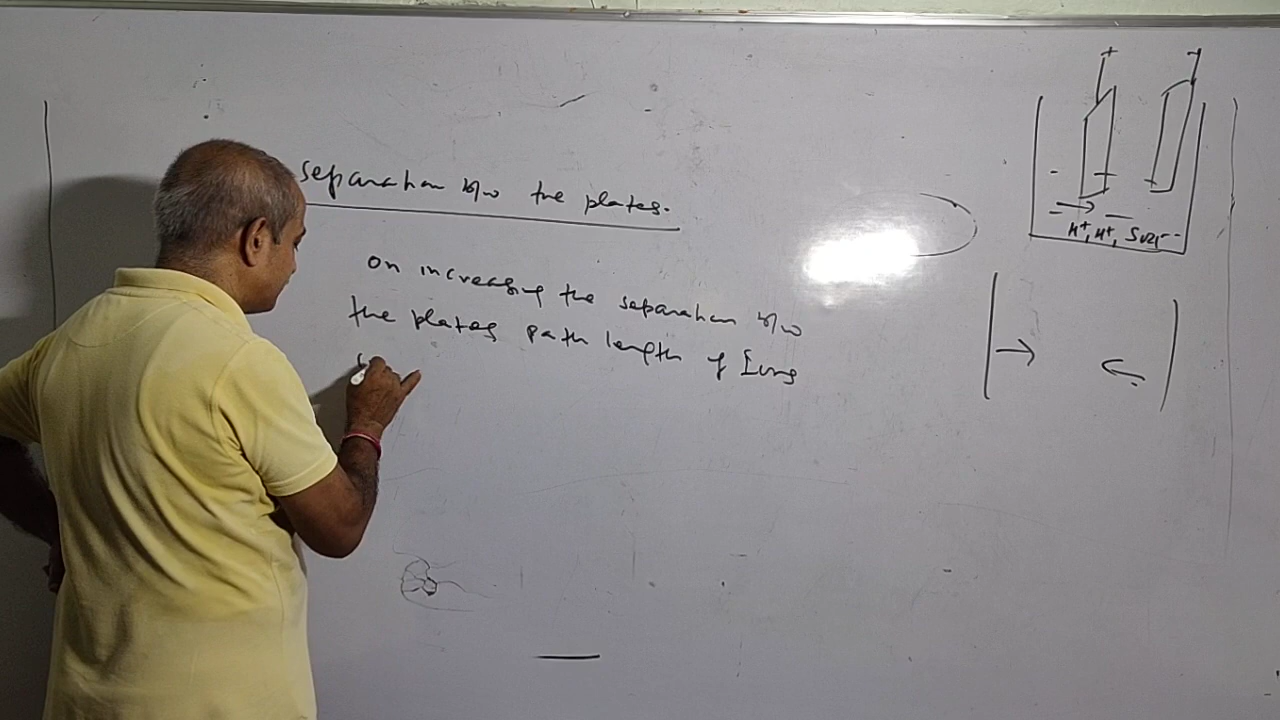 Separation b/w the plates.
on increasing the separation b/w
the plates path length of Ions
+ -
- + -
- -
H+, H+, SO4--